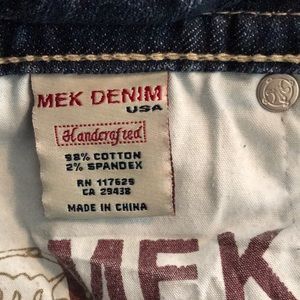 MEK DENIM
USA
Handcrafted
98% COTTON
2% SPANDEX
RN 117629
CA 29438
MADE IN CHINA
MEK